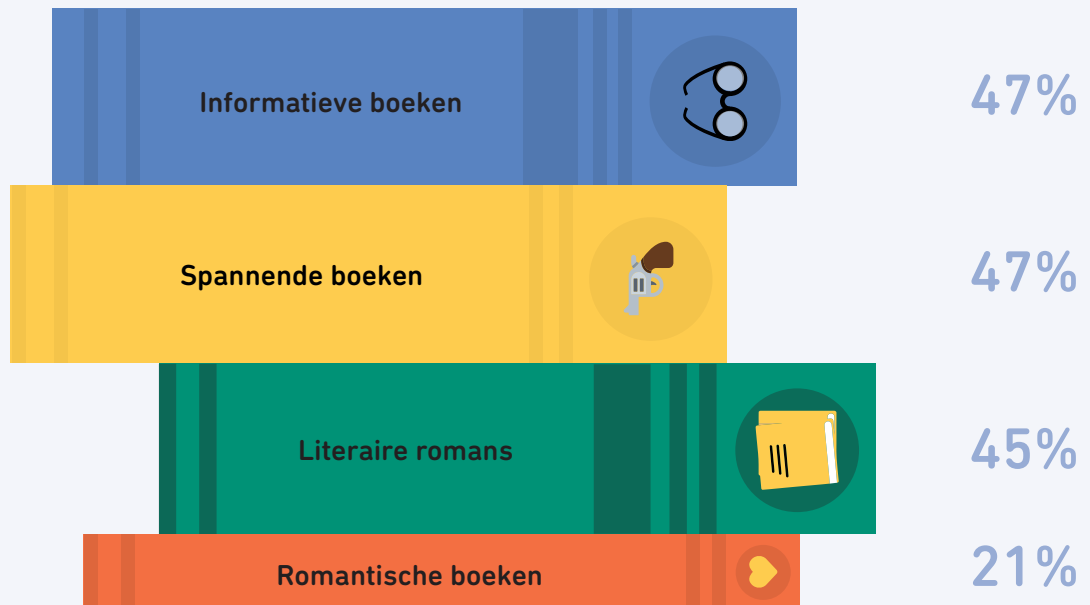 Informatieve boeken 47%
Spannende boeken 47%
Literaire romans 45%
Romantische boeken 21%